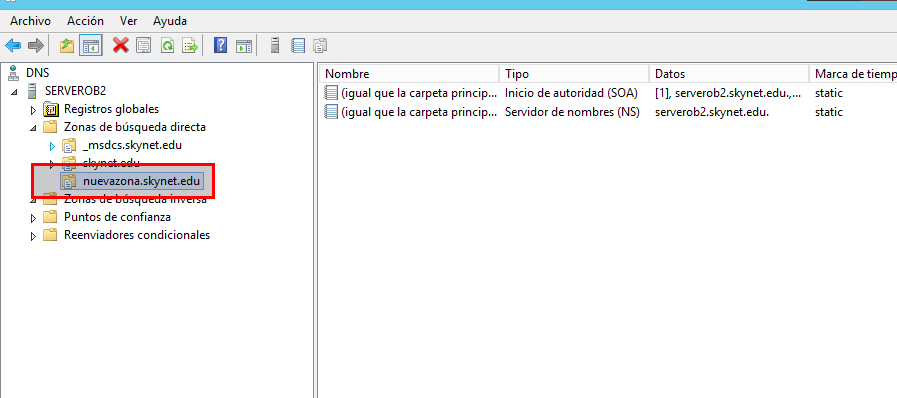 Archivo Acción Ver Ayuda
DNS
SERVEROB2
Registros globales
Zonas de búsqueda directa
_msdcs.skynet.edu
skynet.edu
nuevazona.skynet.edu
Zonas de búsqueda inversa
Puntos de confianza
Reenviadores condicionales
Nombre Tipo Datos Marca de tiemp
(igual que la carpeta princip... Inicio de autoridad (SOA) [1], serverob2.skynet.edu.,... static
(igual que la carpeta princip... Servidor de nombres (NS) serverob2.skynet.edu. static